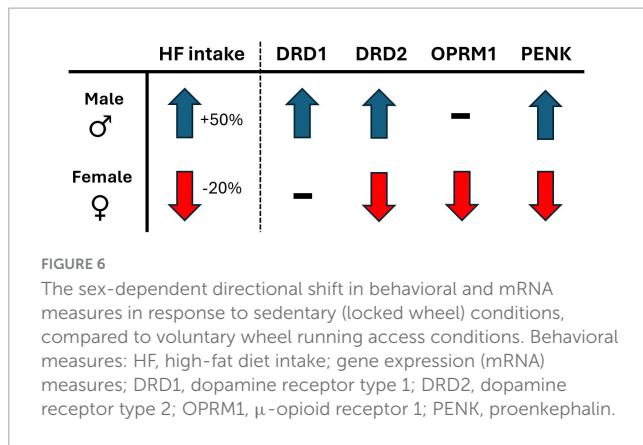 HF intake DRD1 DRD2 OPRM1 PENK
Male
♂ +50% –
Female
♀ -20% –
FIGURE 6
The sex-dependent directional shift in behavioral and mRNA
measures in response to sedentary (locked wheel) conditions,
compared to voluntary wheel running access conditions. Behavioral
measures: HF, high-fat diet intake; gene expression (mRNA)
measures; DRD1, dopamine receptor type 1; DRD2, dopamine
receptor type 2; OPRM1, μ-opioid receptor 1; PENK, proenkephalin.